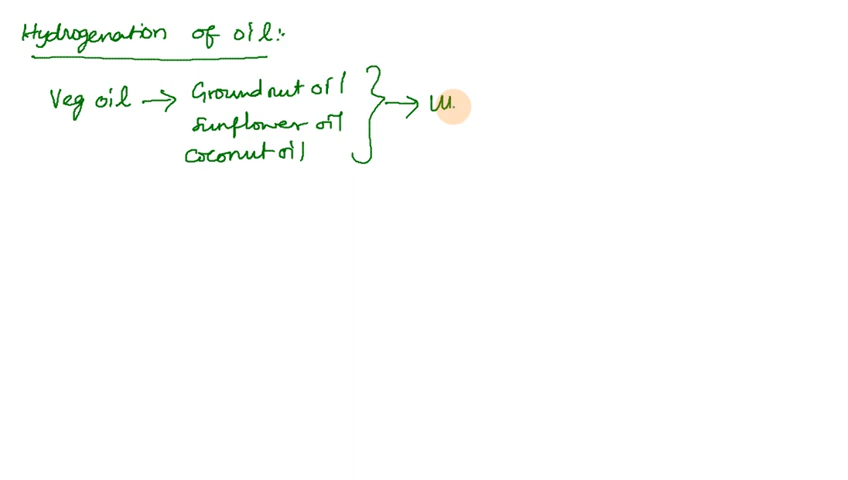 Hydrogenation of oil:-
Veg oil → Groundnut oil } →
Sunflower oil
Coconut oil